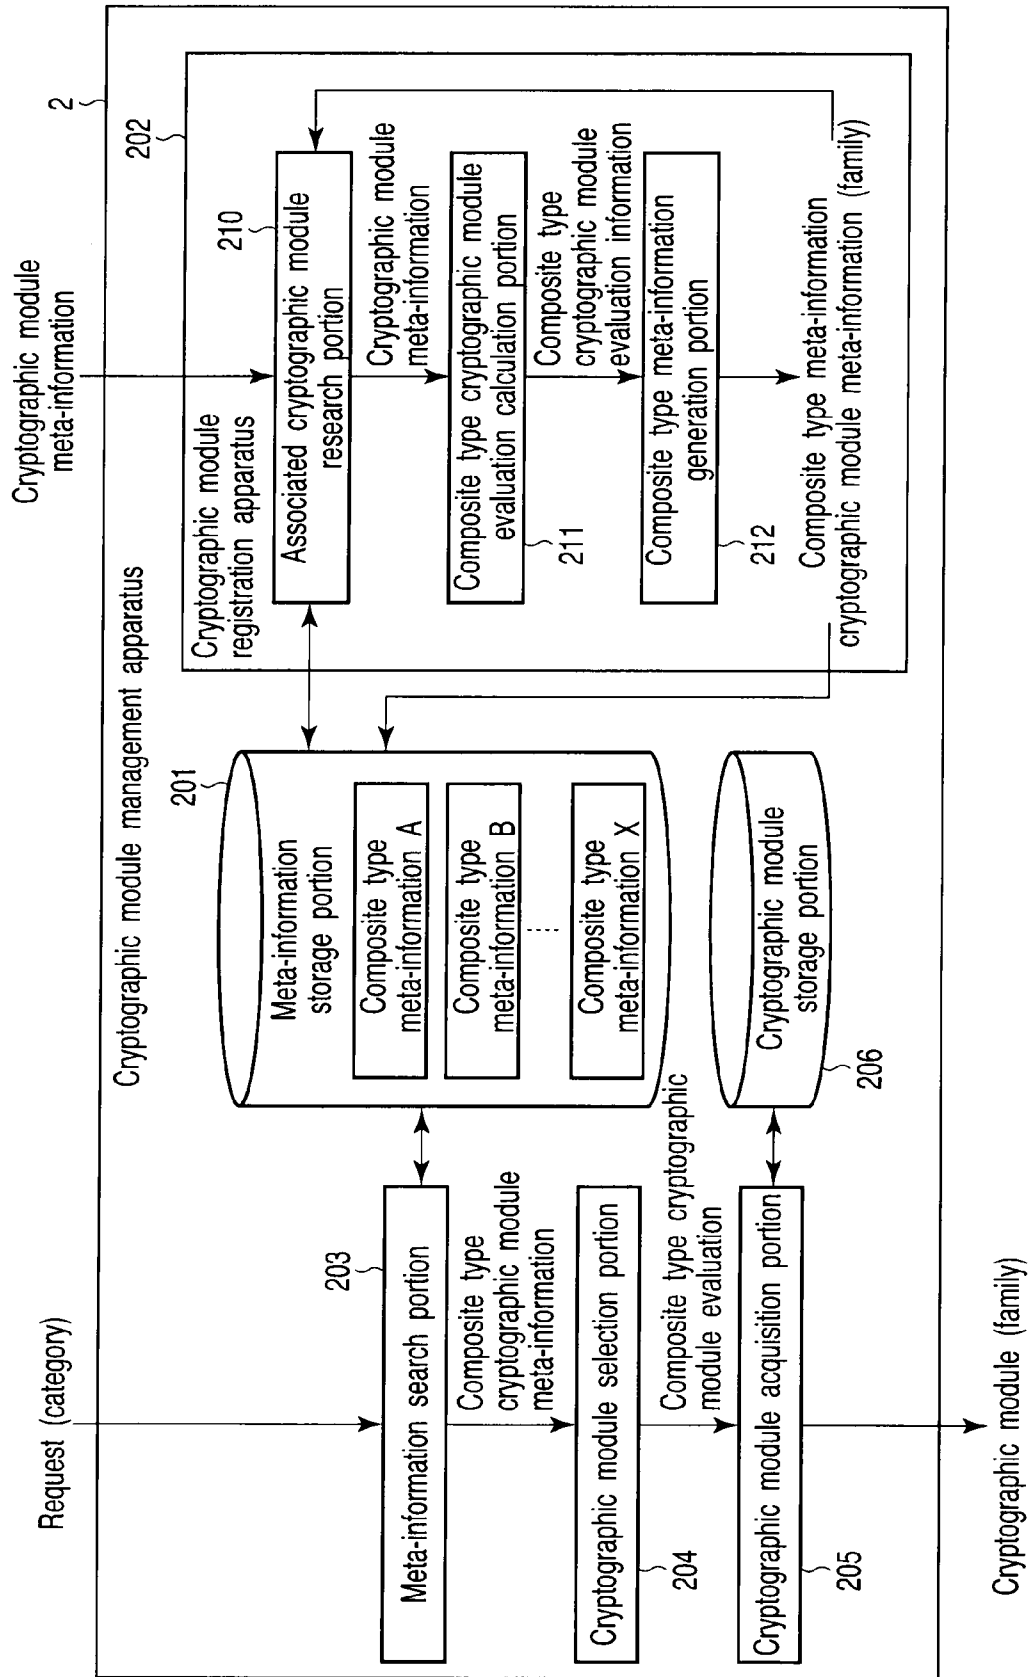 Request (category)
Cryptographic module
meta-information
2
Cryptographic module management apparatus
203
Meta-information search portion
Composite type
cryptographic module
meta-information
Cryptographic module selection portion
204
Composite type cryptographic
module evaluation
Cryptographic module acquisition portion
205
Cryptographic module (family)
201
Meta-information
storage portion
Composite type
meta-information A
Composite type
meta-information B
Composite type
meta-information X
Cryptographic module
storage portion
206
202
Cryptographic module
registration apparatus
210
Associated cryptographic module
research portion
Cryptographic module
meta-information
Composite type cryptographic module
evaluation calculation portion
211
Composite type
cryptographic module
evaluation information
Composite type meta-information
generation portion
212
Composite type meta-information
cryptographic module meta-information (family)